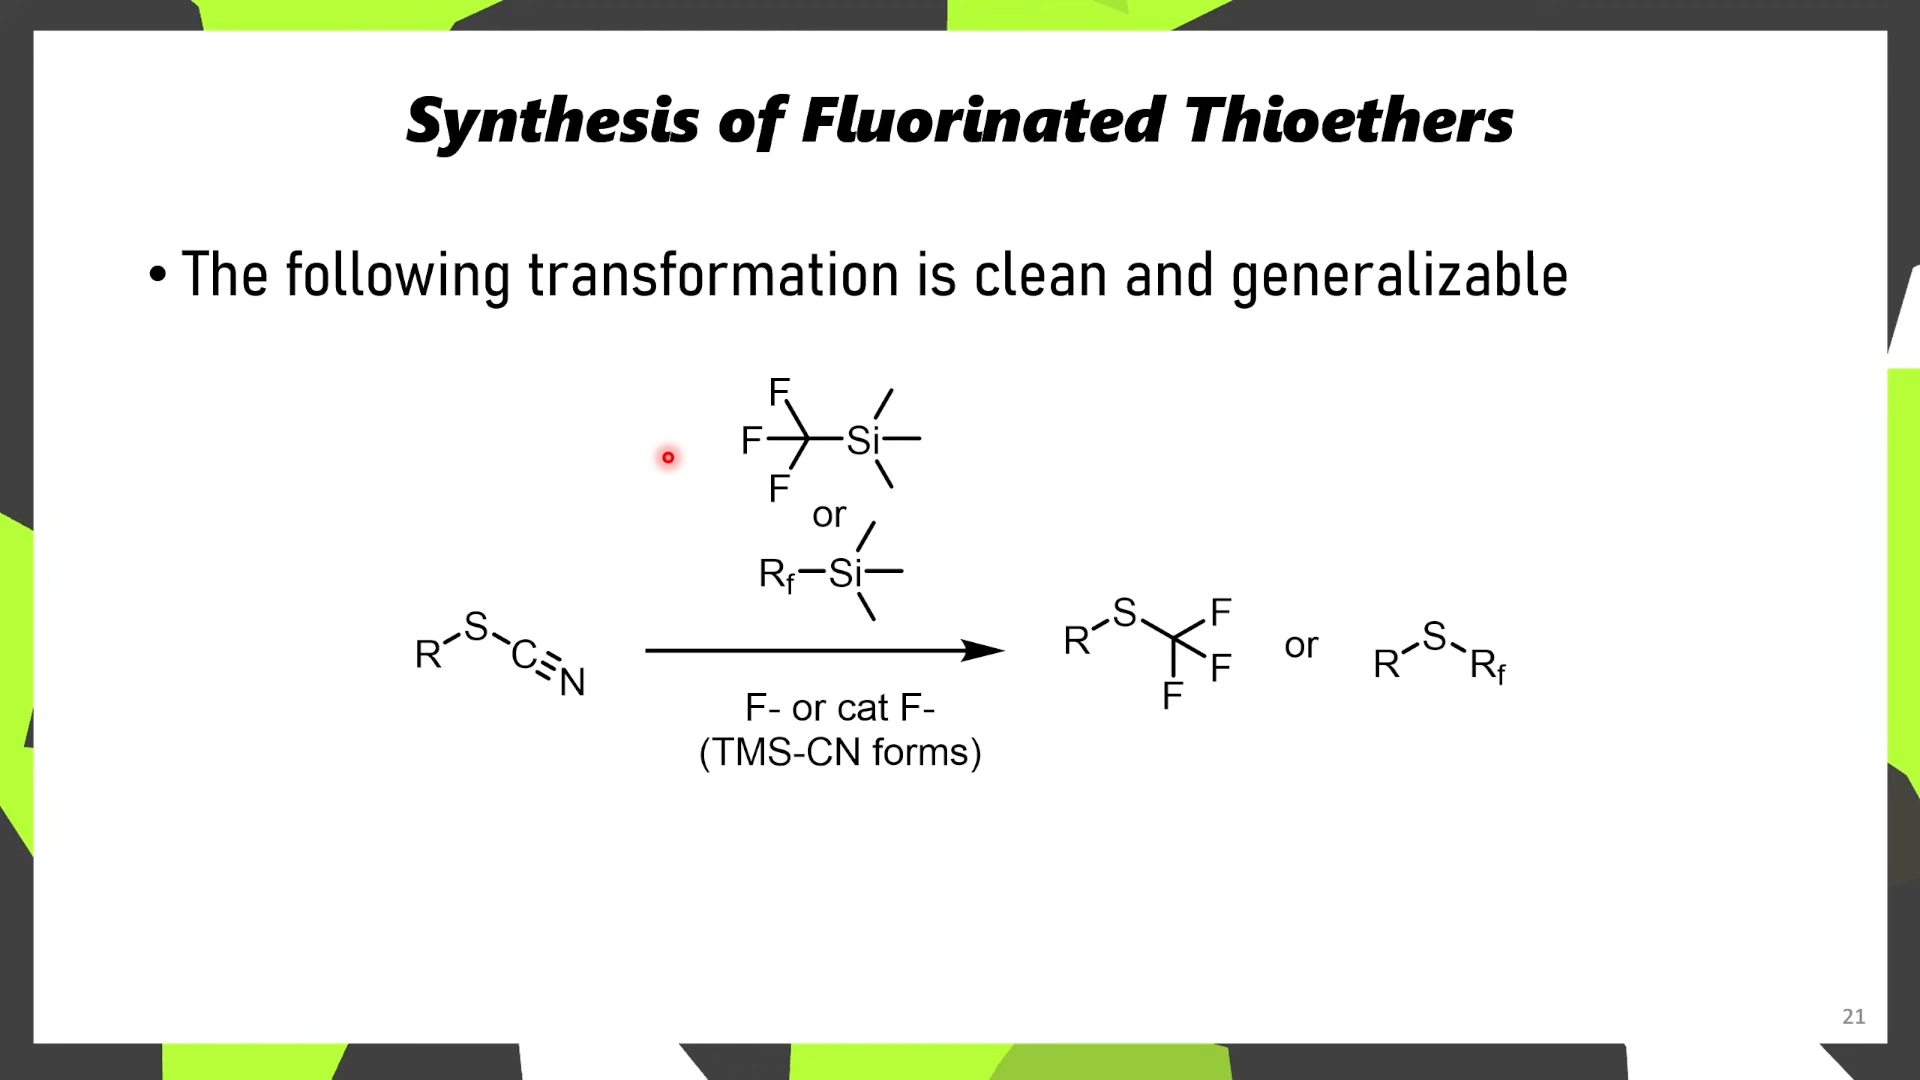 Synthesis of Fluorinated Thioethers
• The following transformation is clean and generalizable
F
F Si
F
or
Rf Si
R S C N
F- or cat F-
(TMS-CN forms)
R S F F F or R S Rf
21